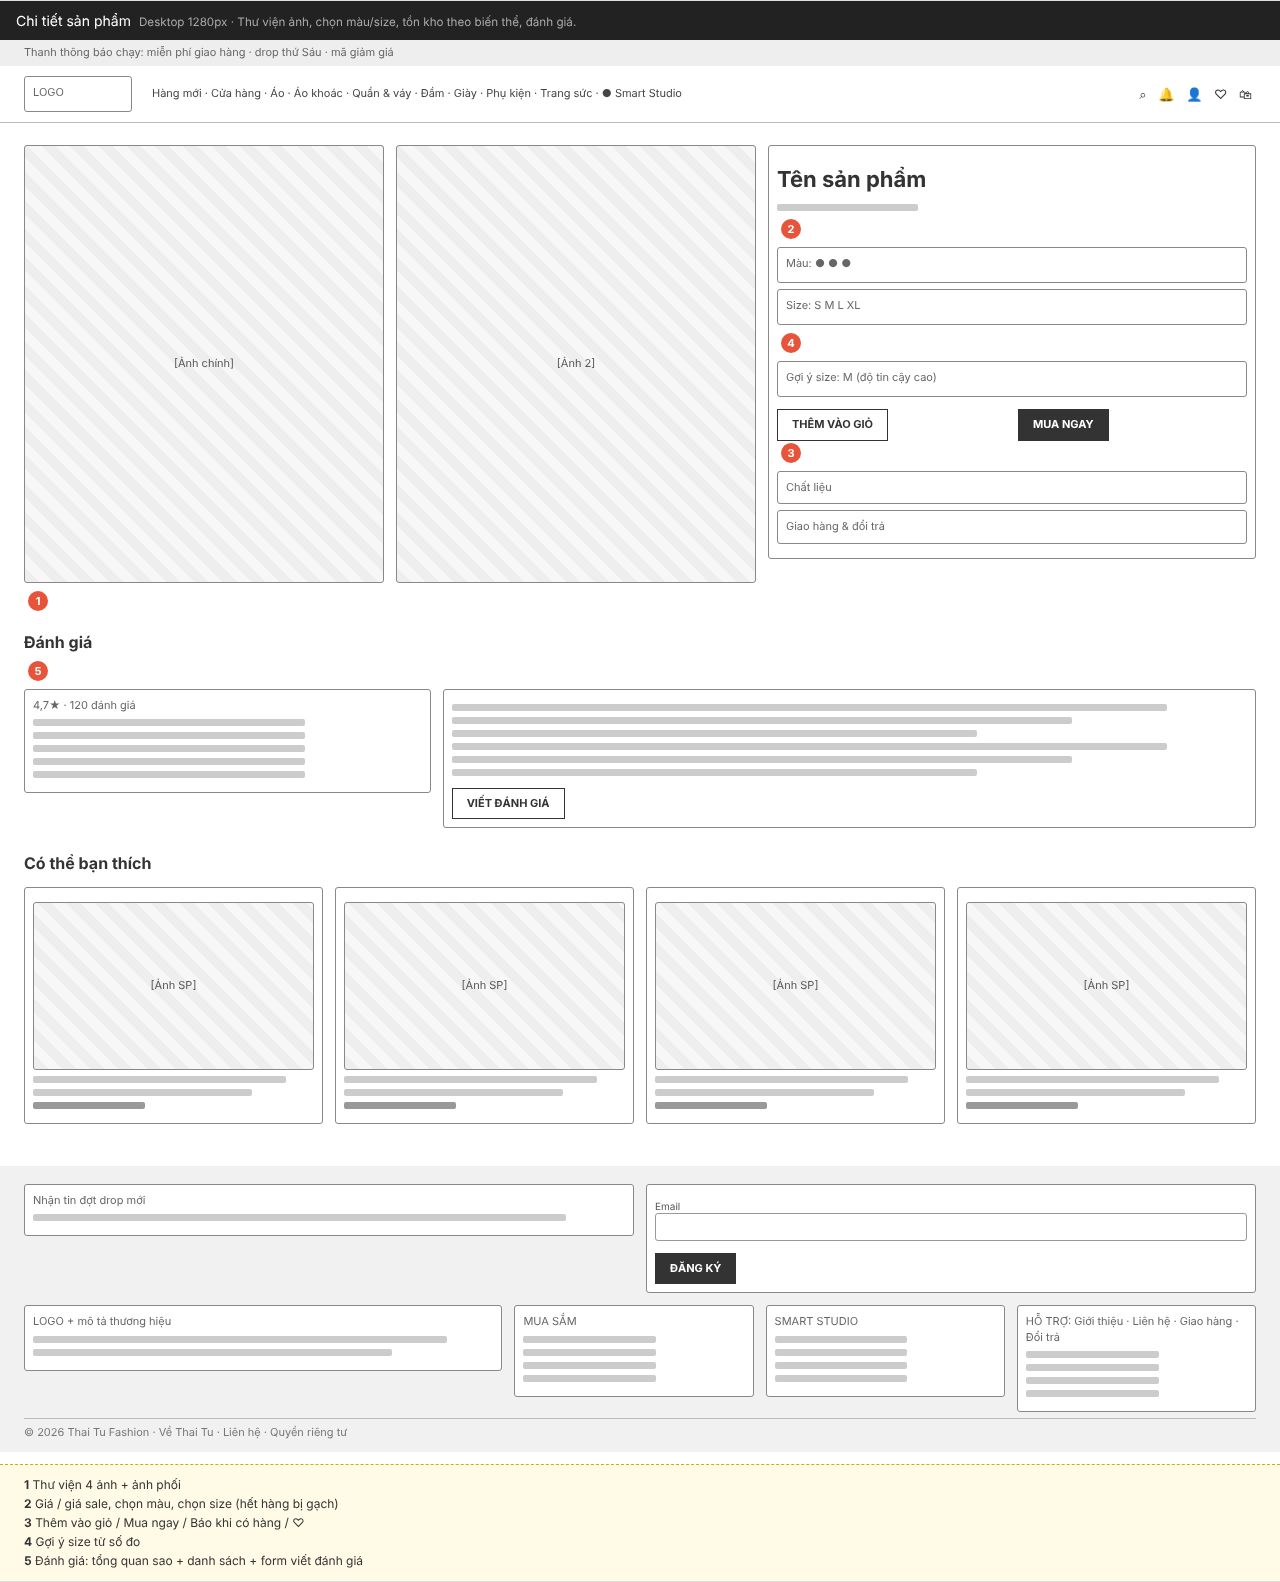 Chi tiết sản phẩm Desktop 1280px · Thư viện ảnh, chọn màu/size, tồn kho theo biến thể, đánh giá.
Thanh thông báo chạy: miễn phí giao hàng · drop thứ Sáu · mã giảm giá
LOGO
Hàng mới · Cửa hàng · Áo · Áo khoác · Quần & váy · Đầm · Giày · Phụ kiện · Trang sức · ● Smart Studio
[Ảnh chính]
[Ảnh 2]
Tên sản phẩm
2
Màu: ● ● ●
Size: S M L XL
4
Gợi ý size: M (độ tin cậy cao)
THÊM VÀO GIỎ
MUA NGAY
3
Chất liệu
Giao hàng & đổi trả
1
Đánh giá
5
4,7★ · 120 đánh giá
VIẾT ĐÁNH GIÁ
Có thể bạn thích
[Ảnh SP]
[Ảnh SP]
[Ảnh SP]
[Ảnh SP]
Nhận tin đợt drop mới
Email
ĐĂNG KÝ
LOGO + mô tả thương hiệu
MUA SẮM
SMART STUDIO
HỖ TRỢ: Giới thiệu · Liên hệ · Giao hàng ·
Đổi trả
© 2026 Thai Tu Fashion · Về Thai Tu · Liên hệ · Quyền riêng tư
1 Thư viện 4 ảnh + ảnh phối
2 Giá / giá sale, chọn màu, chọn size (hết hàng bị gạch)
3 Thêm vào giỏ / Mua ngay / Báo khi có hàng / ♡
4 Gợi ý size từ số đo
5 Đánh giá: tổng quan sao + danh sách + form viết đánh giá